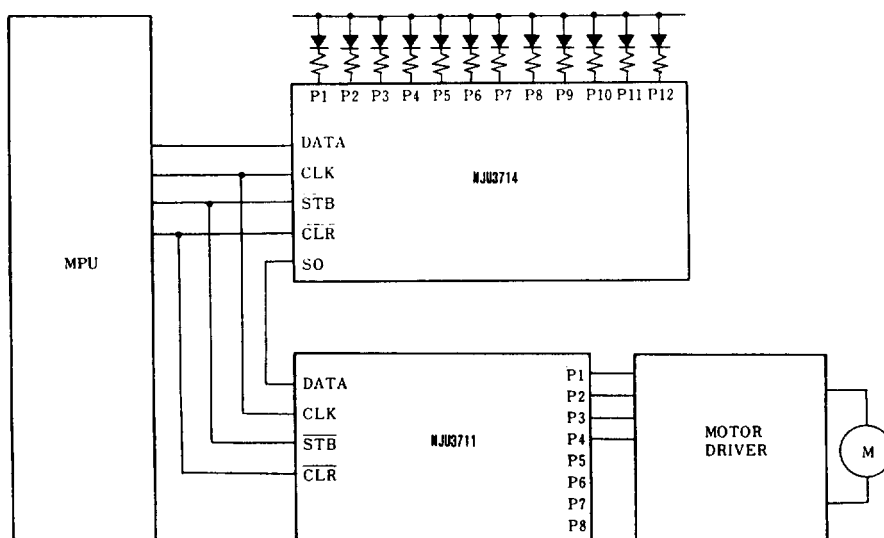 P1 P2 P3 P4 P5 P6 P7 P8 P9 P10 P11 P12
DATA
CLK
STB
CLR
SO
NJU3714
MPU
DATA
CLK
STB
CLR
NJU3711
P1
P2
P3
P4
P5
P6
P7
P8
MOTOR
DRIVER
M